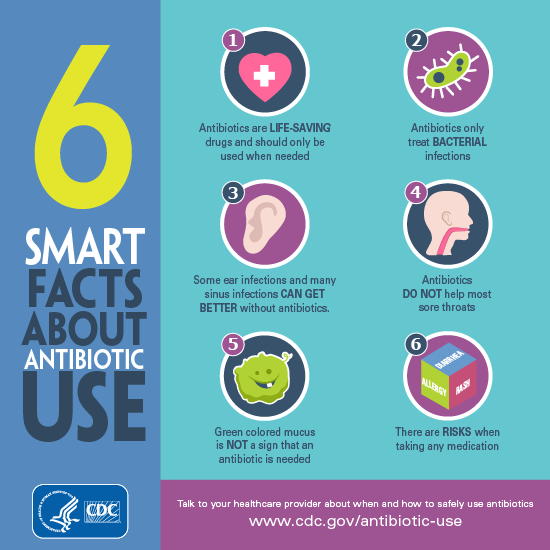 6
SMART
FACTS
ABOUT
ANTIBIOTIC
USE
1
Antibiotics are LIFE-SAVING
drugs and should only be
used when needed
2
Antibiotics only
treat BACTERIAL
infections
3
Some ear infections and many
sinus infections CAN GET
BETTER without antibiotics.
4
Antibiotics
DO NOT help most
sore throats
5
Green colored mucus
is NOT a sign that an
antibiotic is needed
6
DIARRHEA
ALLERGY
RASH
There are RISKS when
taking any medication
CDC
Talk to your healthcare provider about when and how to safely use antibiotics
www.cdc.gov/antibiotic-use